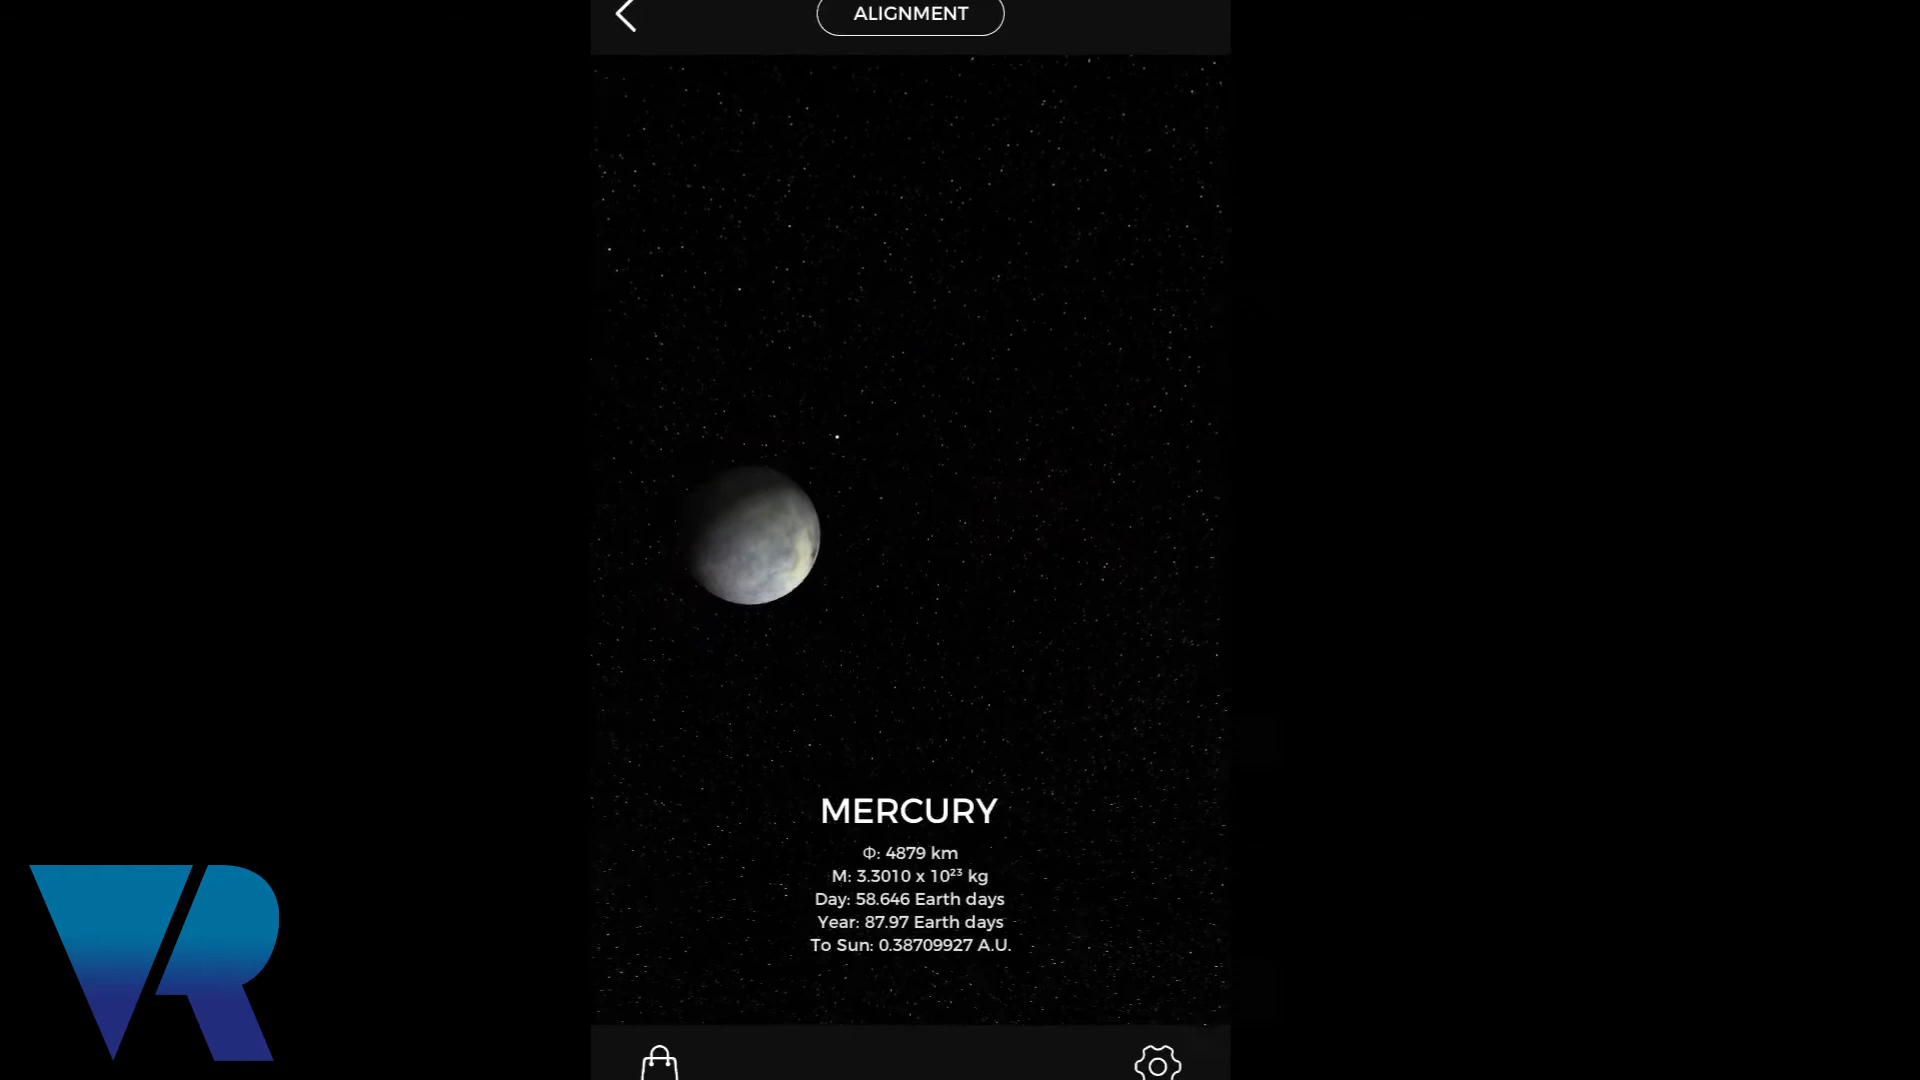 ALIGNMENT
MERCURY
Φ: 4879 km
M: 3.3010 x 10²³ kg
Day: 58.646 Earth days
Year: 87.97 Earth days
To Sun: 0.38709927 A.U.
VR